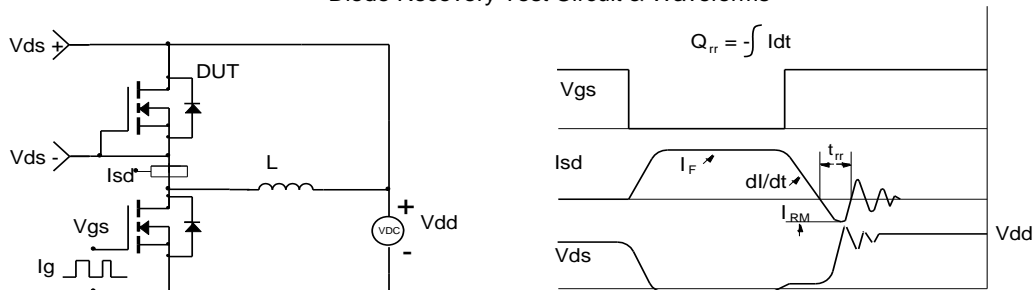 Diode Recovery Test Circuit & Waveforms
Vds +
DUT
Vds -
Isd
L
Vgs
Ig
+
VDC
-
Vdd
Qrr = -∫ Idt
Vgs
Isd
IF
dI/dt
trr
IRM
Vds
Vdd